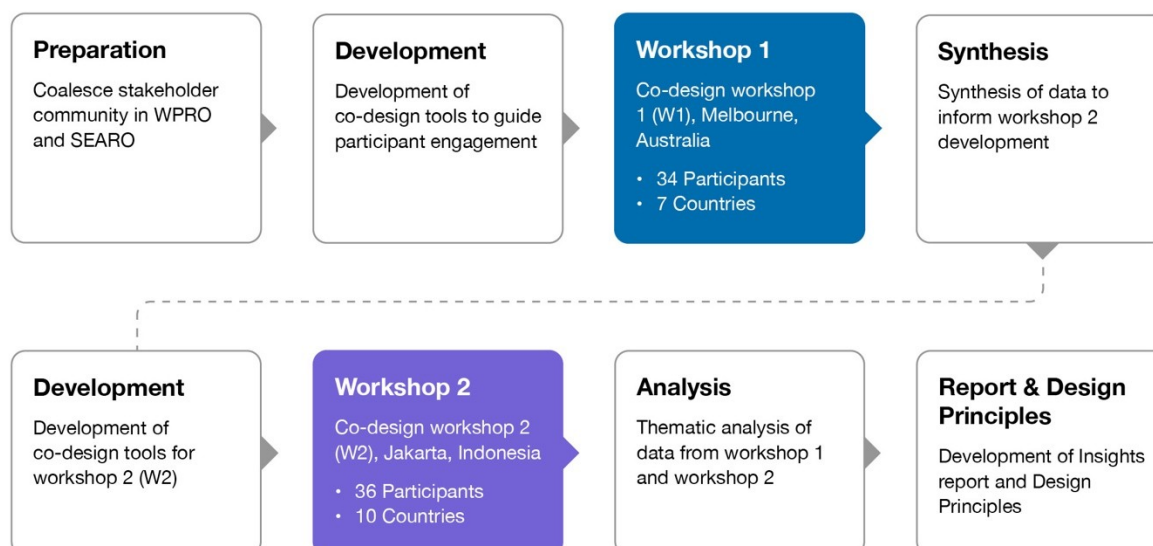 Preparation
Coalesce stakeholder
community in WPRO
and SEARO
Development
Development of
co-design tools to guide
participant engagement
Workshop 1
Co-design workshop
1 (W1), Melbourne,
Australia
• 34 Participants
• 7 Countries
Synthesis
Synthesis of data to
inform workshop 2
development
Development
Development of
co-design tools for
workshop 2 (W2)
Workshop 2
Co-design workshop 2
(W2), Jakarta, Indonesia
• 36 Participants
• 10 Countries
Analysis
Thematic analysis of
data from workshop 1
and workshop 2
Report & Design
Principles
Development of Insights
report and Design
Principles